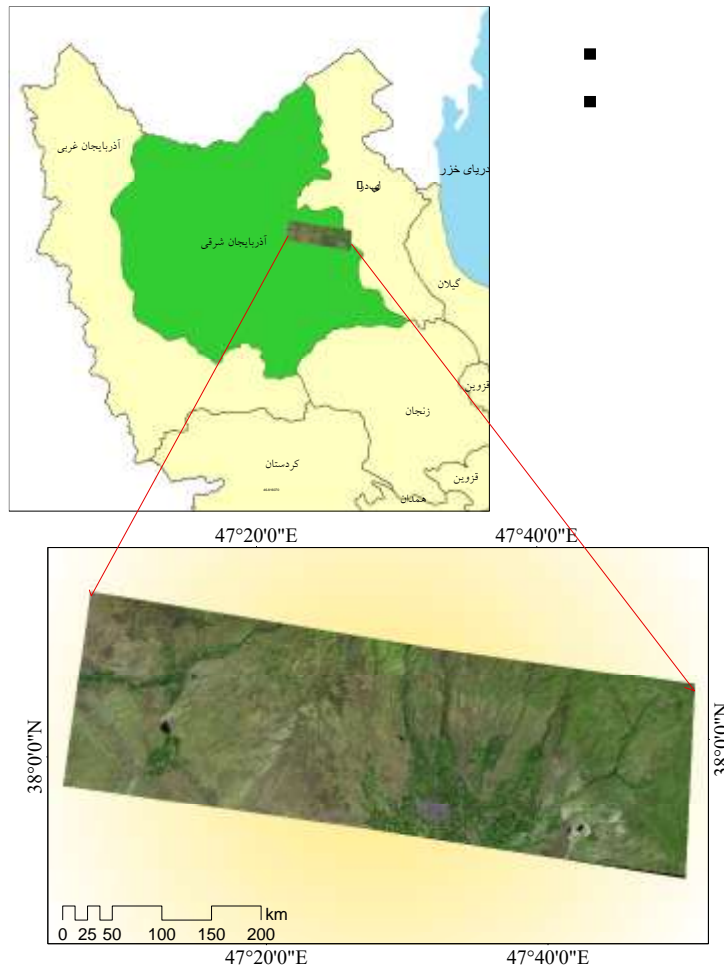 آذربایجان غربی
دریای خزر
آذربایجان شرقی
گیلان
قزوین
زنجان
کردستان
قزوین
همدان
47°20'0"E 47°40'0"E
38°0'0"N 38°0'0"N
km
0 25 50 100 150 200
47°20'0"E 47°40'0"E